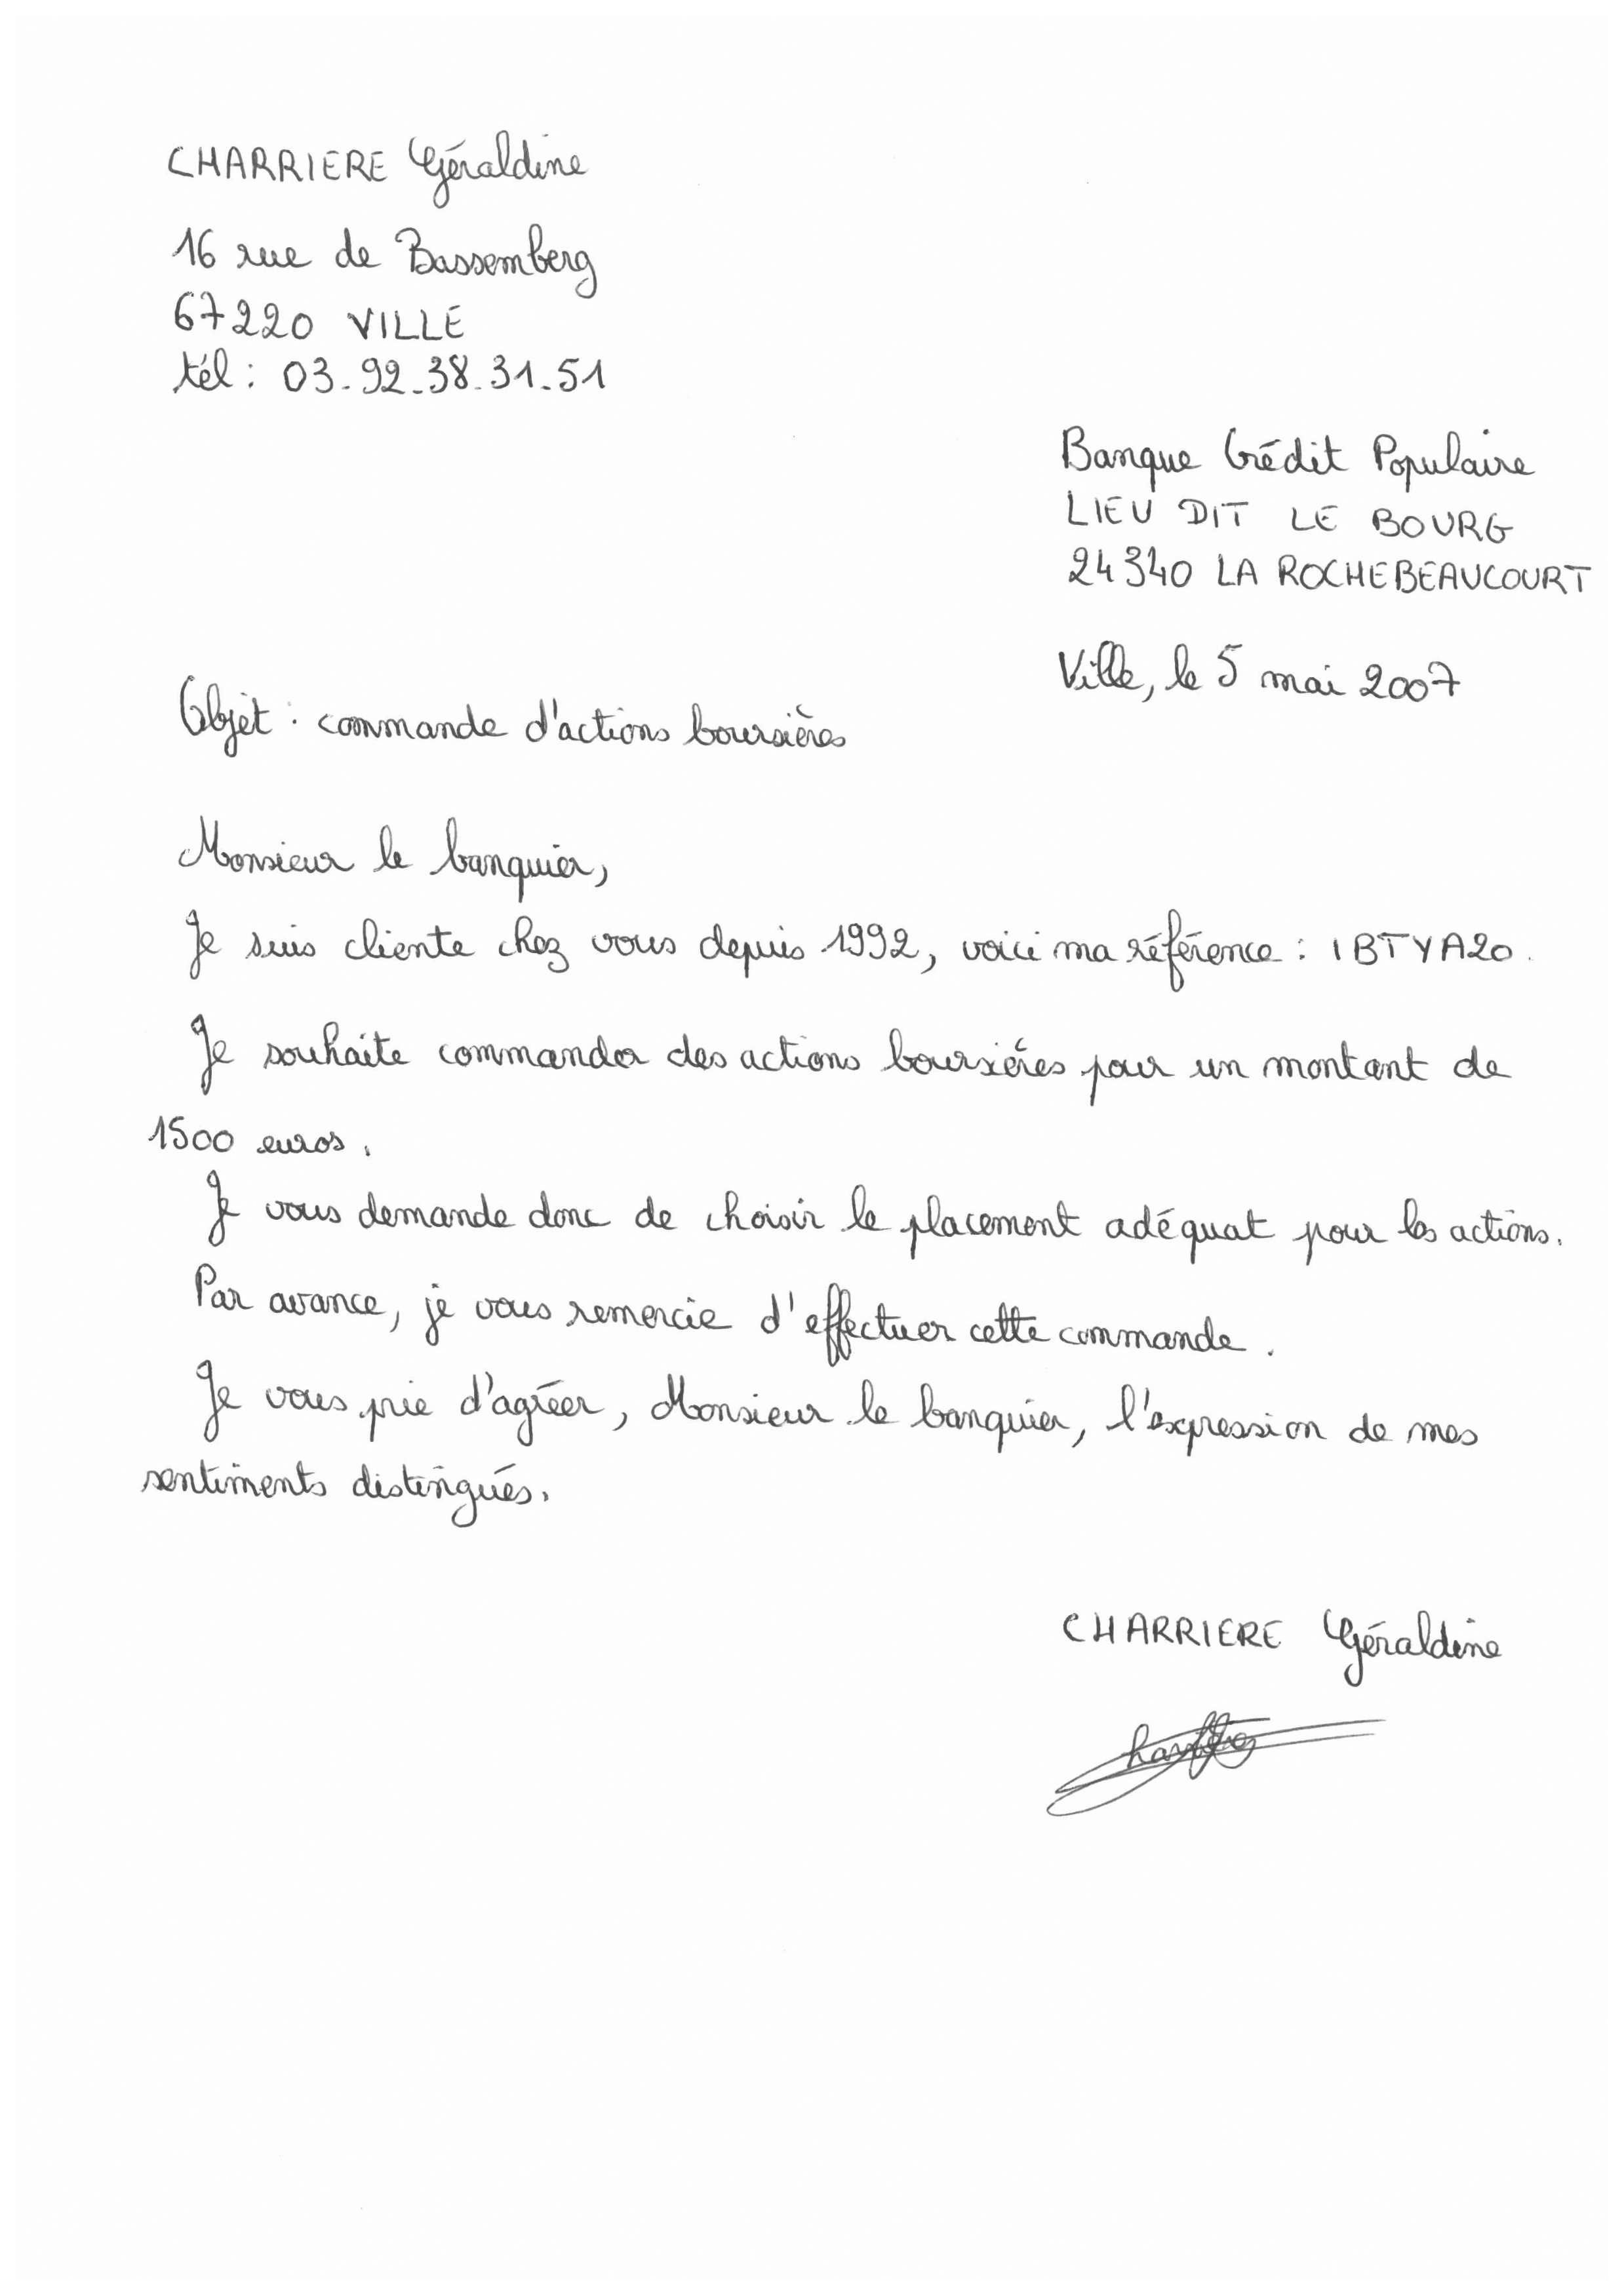 CHARRIERE Géraldine
16 rue de Bassemberg
67220 VILLE
tél : 03.92.38.31.51
Banque Crédit Populaire
LIEU DIT LE BOURG
24340 LA ROCHEBEAUCOURT
Ville, le 5 mai 2007
Objet : commande d'actions boursières
Monsieur le banquier,
Je suis cliente chez vous depuis 1992, voici ma référence : IBTYA20.
Je souhaite commander des actions boursières pour un montant de
1500 euros.
Je vous demande donc de choisir le placement adéquat pour les actions.
Par avance, je vous remercie d'effectuer cette commande.
Je vous prie d'agréer, Monsieur le banquier, l'expression de mes
sentiments distingués.
CHARRIERE Géraldine